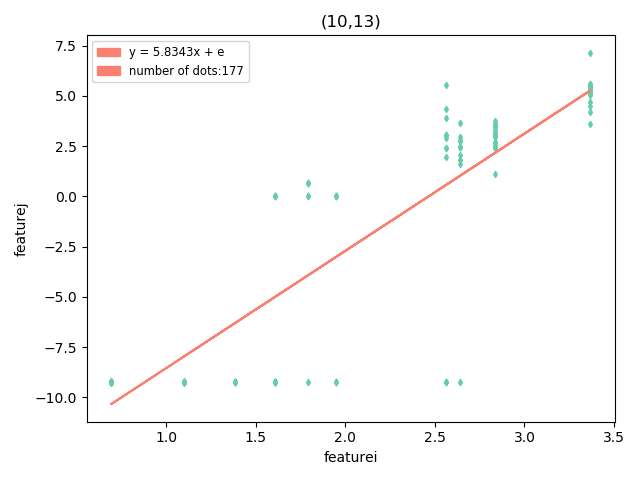 (10,13)
y = 5.8343x + e
number of dots:177
7.5
5.0
2.5
0.0
−2.5
−5.0
−7.5
−10.0
featurej
1.0 1.5 2.0 2.5 3.0 3.5
featurei